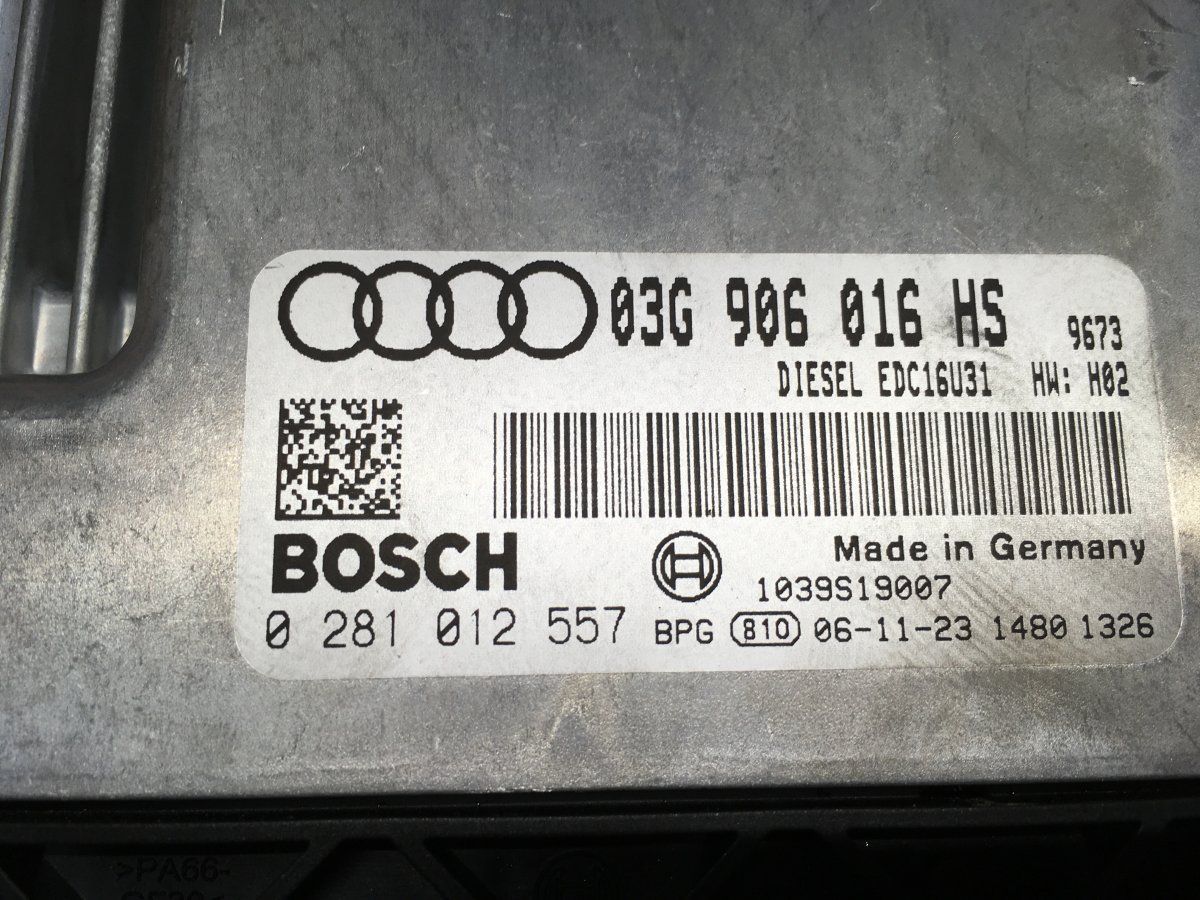 03G 906 016 HS 9673
DIESEL EDC16U31 HW: H02
BOSCH
Made in Germany
1039S19007
0 281 012 557 BPG 810 06-11-23 1480 1326
>PA66-